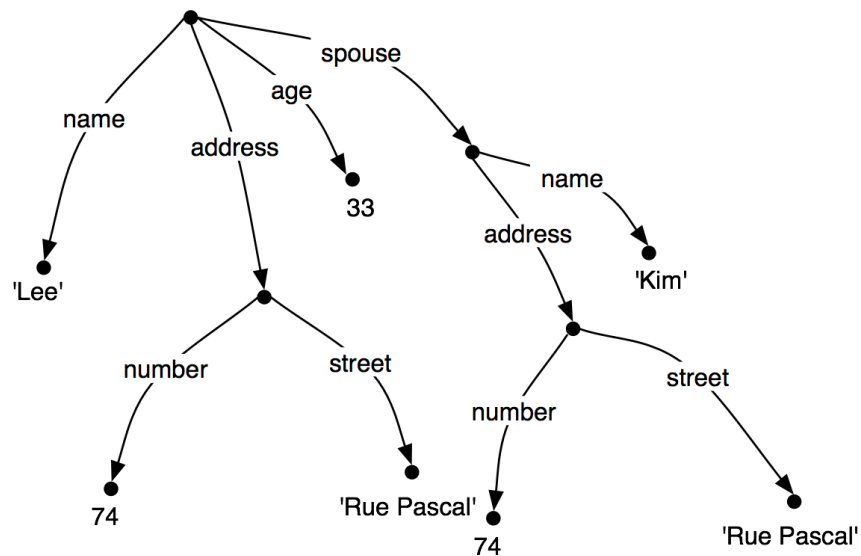 spouse
age
name
address
33
name
address
'Lee'
'Kim'
number
street
street
number
74
'Rue Pascal'
74
'Rue Pascal'